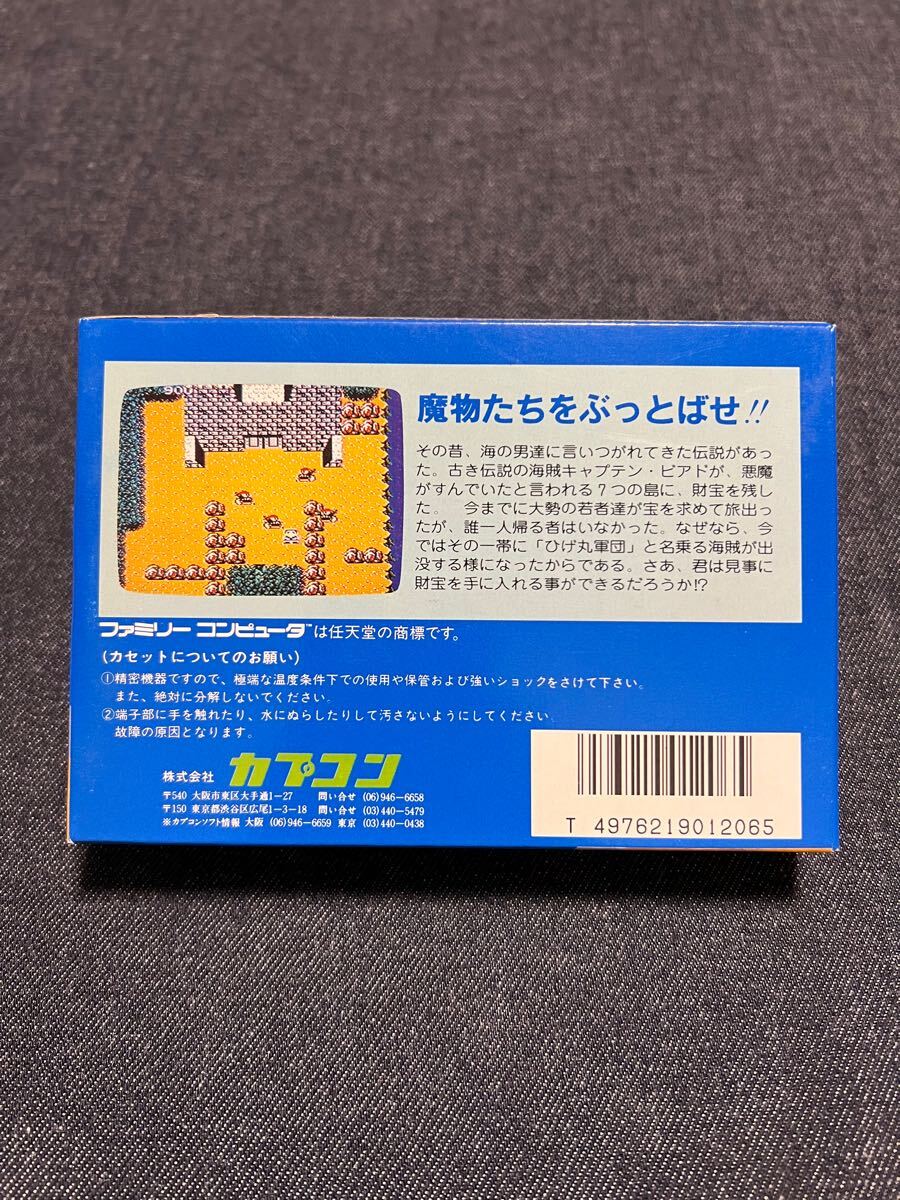 魔物たちをぶっとばせ!!
その昔、海の男達に言いつがれてきた伝説があっ
た。古き伝説の海賊キャプテン・ビアドが、悪魔
がすんでいたと言われる7つの島に、財宝を残し
た。 今までに大勢の若者達が宝を求めて旅出っ
たが、誰一人帰る者はいなかった。なぜなら、今
ではその一帯に「ひげ丸軍団」と名乗る海賊が出
没する様になったからである。さあ、君は見事に
財宝を手に入れる事ができるだろうか!?
ファミリーコンピュータ™は任天堂の商標です。
(カセットについてのお願い)
①精密機器ですので、極端な温度条件下での使用や保管および強いショックをさけて下さい。
また、絶対に分解しないでください。
②端子部に手を触れたり、水にぬらしたりして汚さないようにしてください。
故障の原因となります。
株式会社 カプコン
〒540 大阪市東区大手通1-27 問い合せ (06)946-6658
〒150 東京都渋谷区広尾1-3-18 問い合せ (03)440-5479
※カプコンソフト情報 大阪 (06)946-6659 東京 (03)440-0438
T 4976219012065